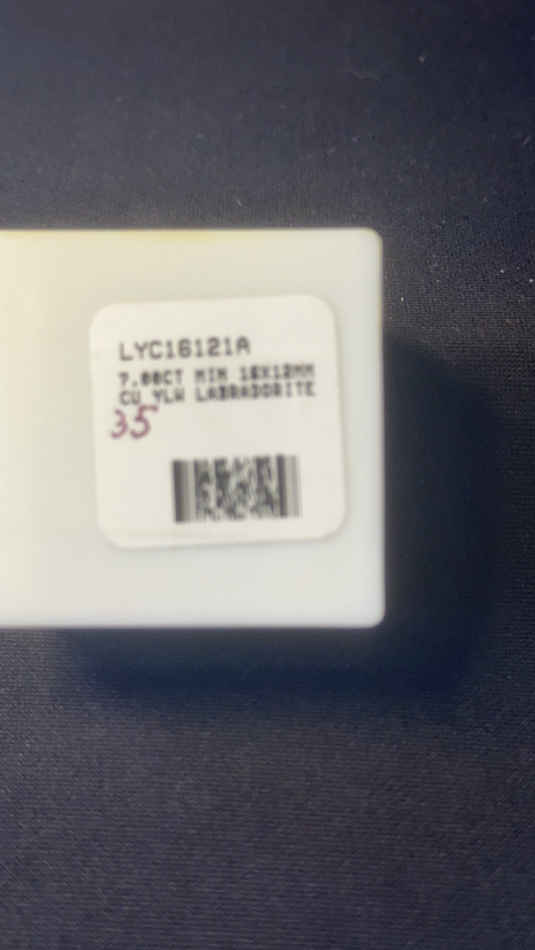 LYC16121A
7.00CT MIN 16X12MM
CU YLW LABRADORITE
35